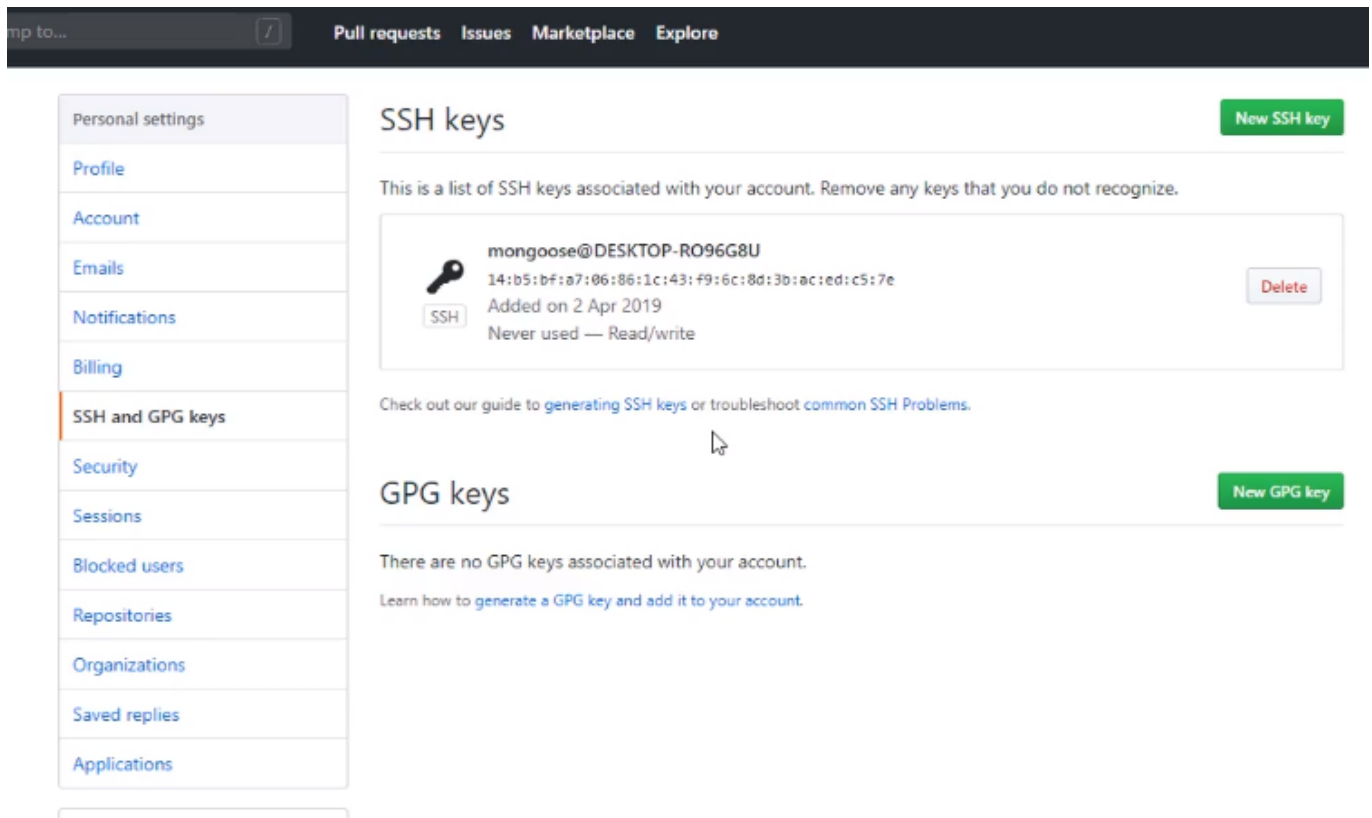 mp to... /
Pull requests Issues Marketplace Explore
Personal settings
Profile
Account
Emails
Notifications
Billing
SSH and GPG keys
Security
Sessions
Blocked users
Repositories
Organizations
Saved replies
Applications
SSH keys
New SSH key
This is a list of SSH keys associated with your account. Remove any keys that you do not recognize.
mongoose@DESKTOP-RO96G8U
14:b5:bf:a7:06:86:1c:43:f9:6c:8d:3b:ac:ed:c5:7e
SSH
Added on 2 Apr 2019
Never used — Read/write
Delete
Check out our guide to generating SSH keys or troubleshoot common SSH Problems.
GPG keys
New GPG key
There are no GPG keys associated with your account.
Learn how to generate a GPG key and add it to your account.